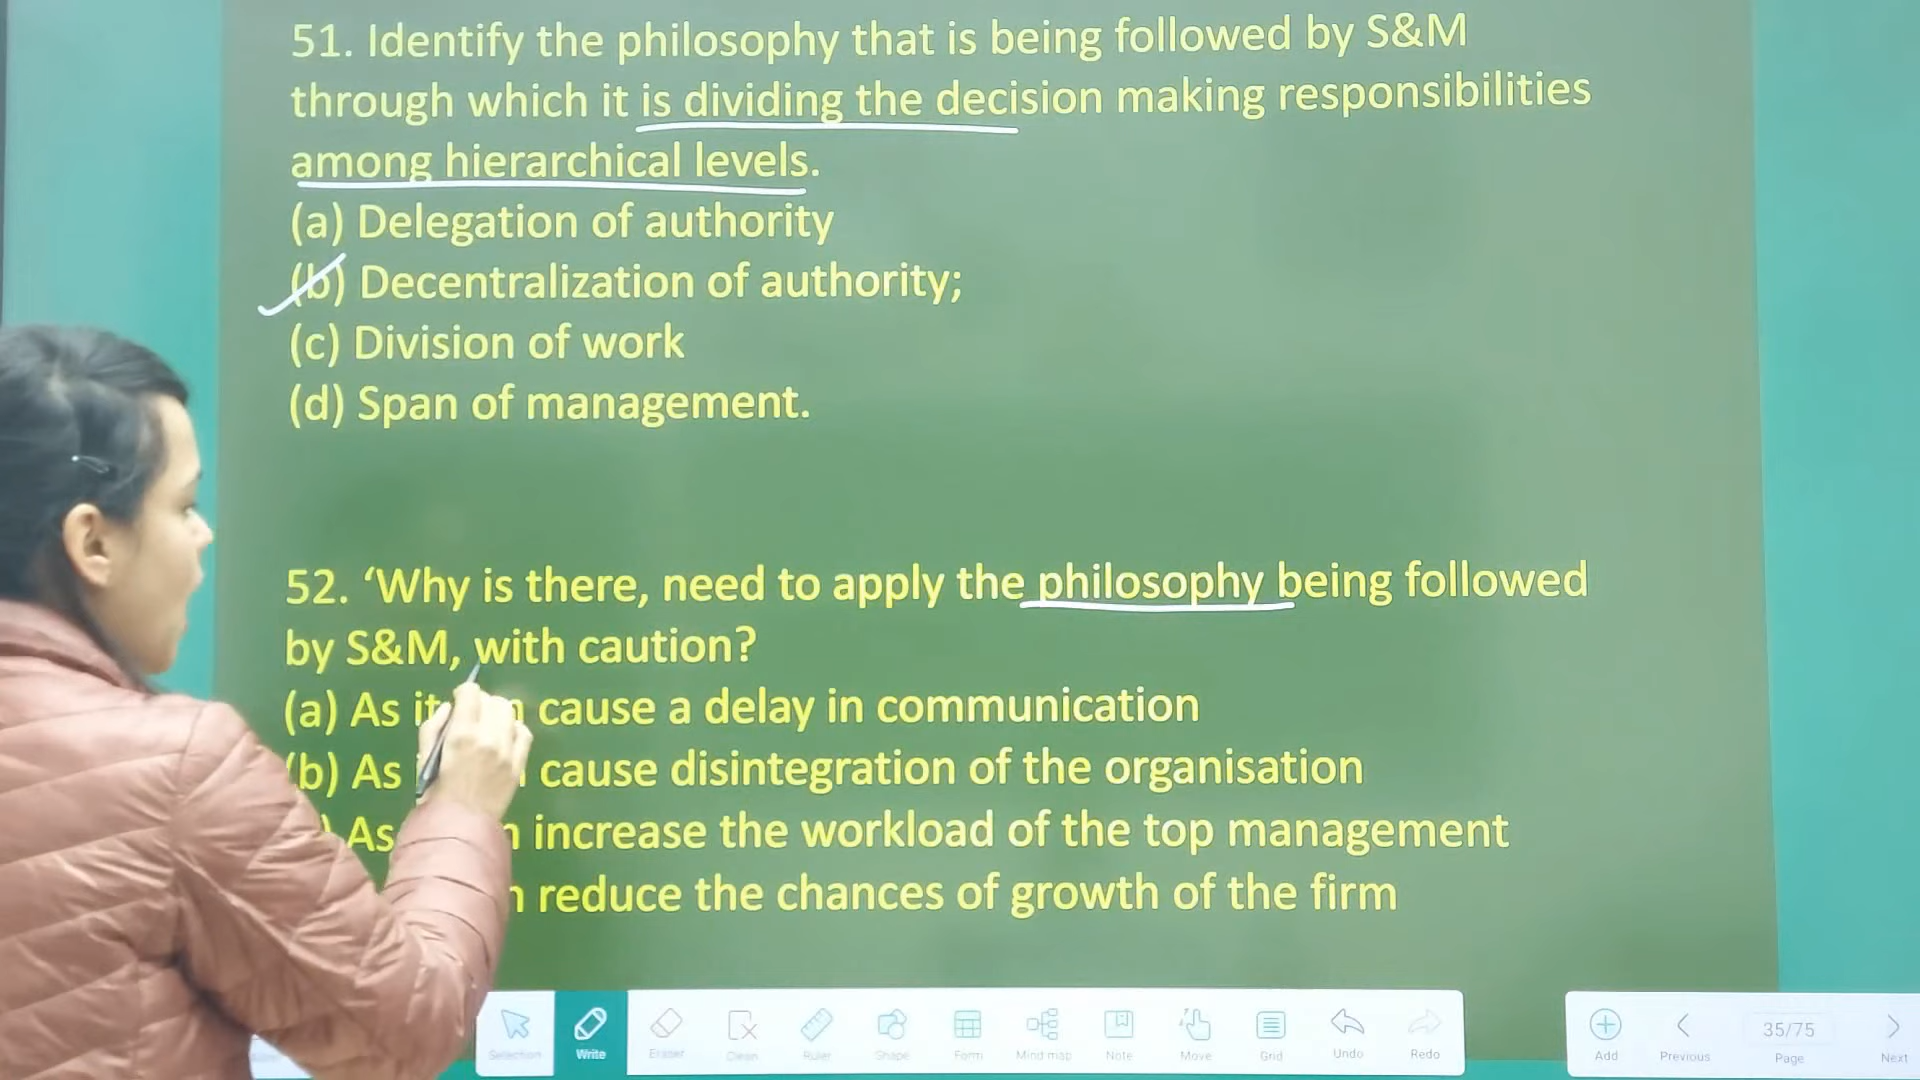 51. Identify the philosophy that is being followed by S&M
through which it is dividing the decision making responsibilities
among hierarchical levels.
(a) Delegation of authority
(b) Decentralization of authority;
(c) Division of work
(d) Span of management.
52. ‘Why is there, need to apply the philosophy being followed
by S&M, with caution?
(a) As it cause a delay in communication
(b) As cause disintegration of the organisation
As increase the workload of the top management
reduce the chances of growth of the firm
Selection Write Eraser Clean Ruler Shape Form Mind map Note Move Grid Undo Redo Add Previous 35/75 Page Next